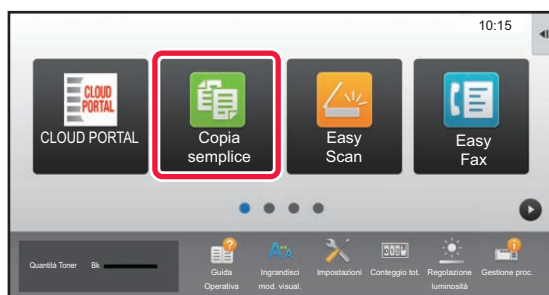 10:15
CLOUD
PORTAL
CLOUD PORTAL
Copia
semplice
Easy
Scan
Easy
Fax
Quantità Toner Bk
Guida
Operativa
Ingrandisci
mod. visual.
Impostazioni
Conteggio tot.
Regolazione
luminosità
Gestione proc.